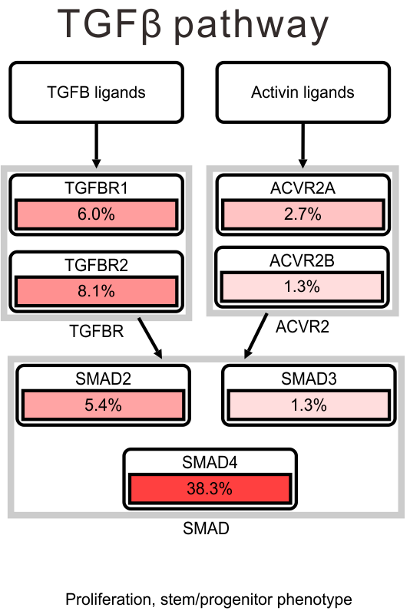 TGFβ pathway
TGFB ligands
Activin ligands
TGFBR1
6.0%
TGFBR2
8.1%
TGFBR
ACVR2A
2.7%
ACVR2B
1.3%
ACVR2
SMAD2
5.4%
SMAD3
1.3%
SMAD4
38.3%
SMAD
Proliferation, stem/progenitor phenotype